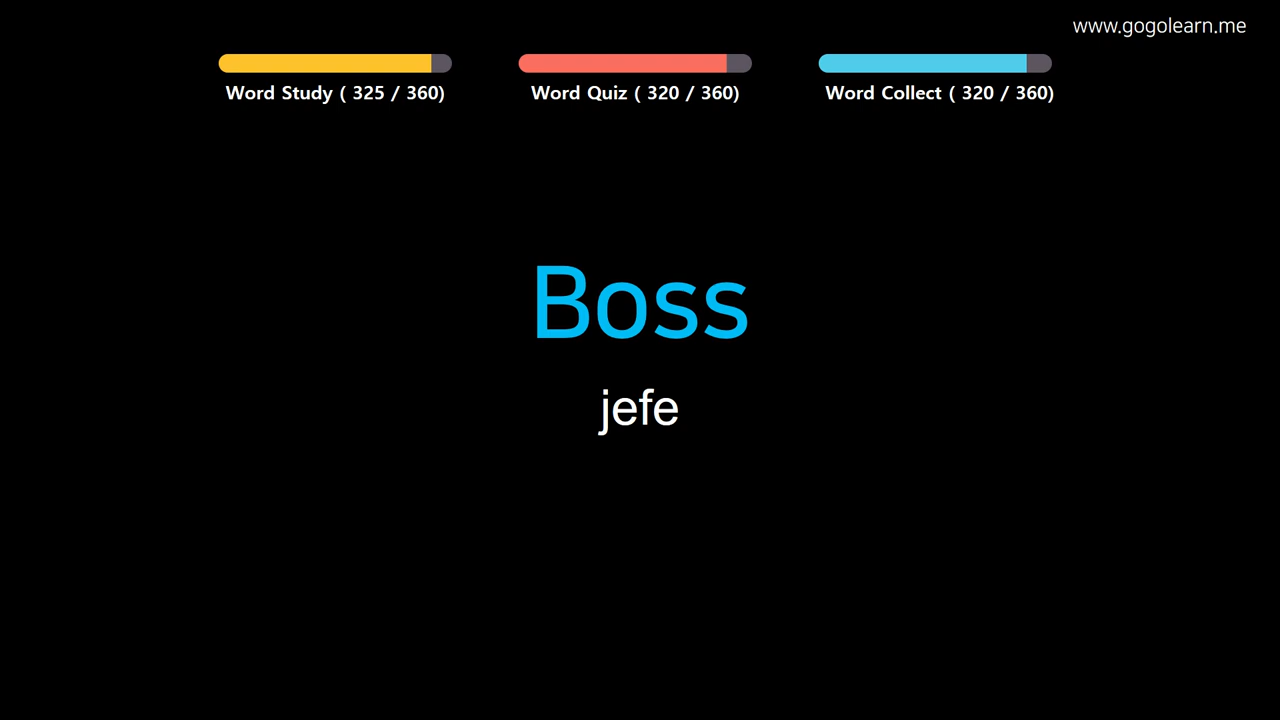 www.gogolearn.me
Word Study ( 325 / 360)
Word Quiz ( 320 / 360)
Word Collect ( 320 / 360)
Boss
jefe